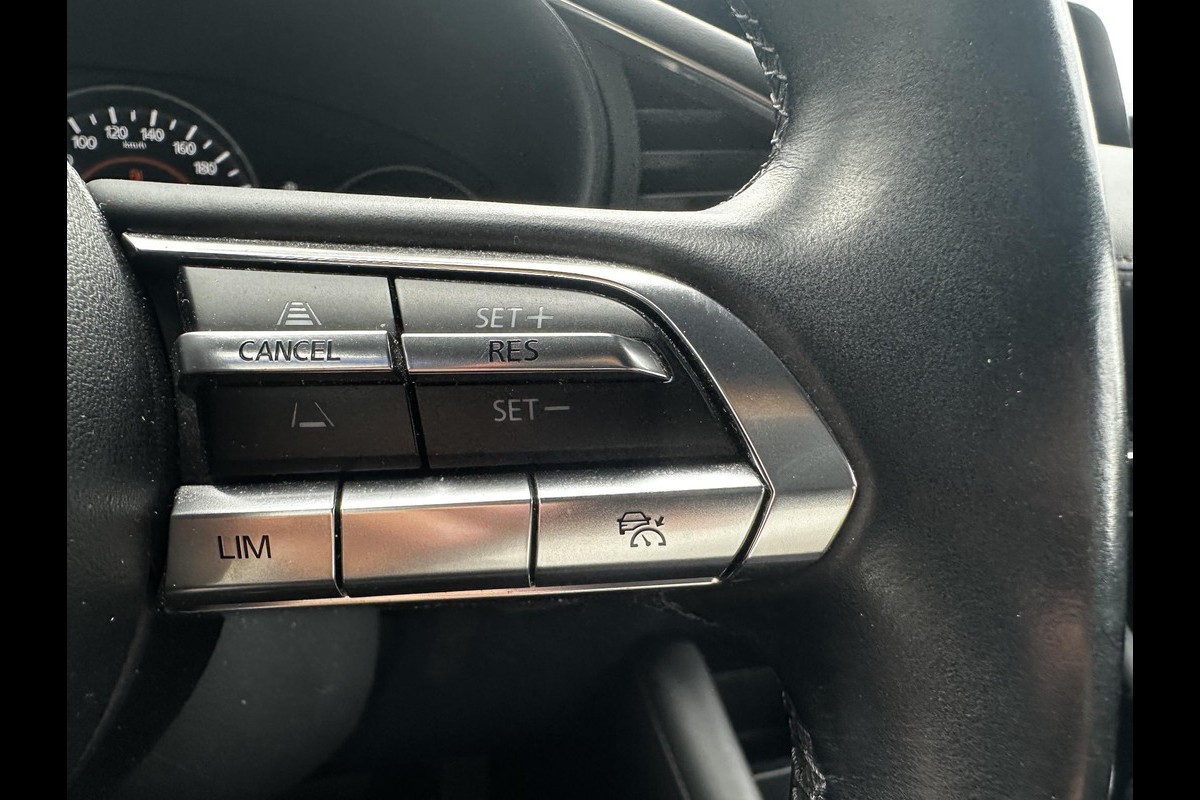 100 120 140 160 180
km/h
SET+
CANCEL RES
SET−
LIM